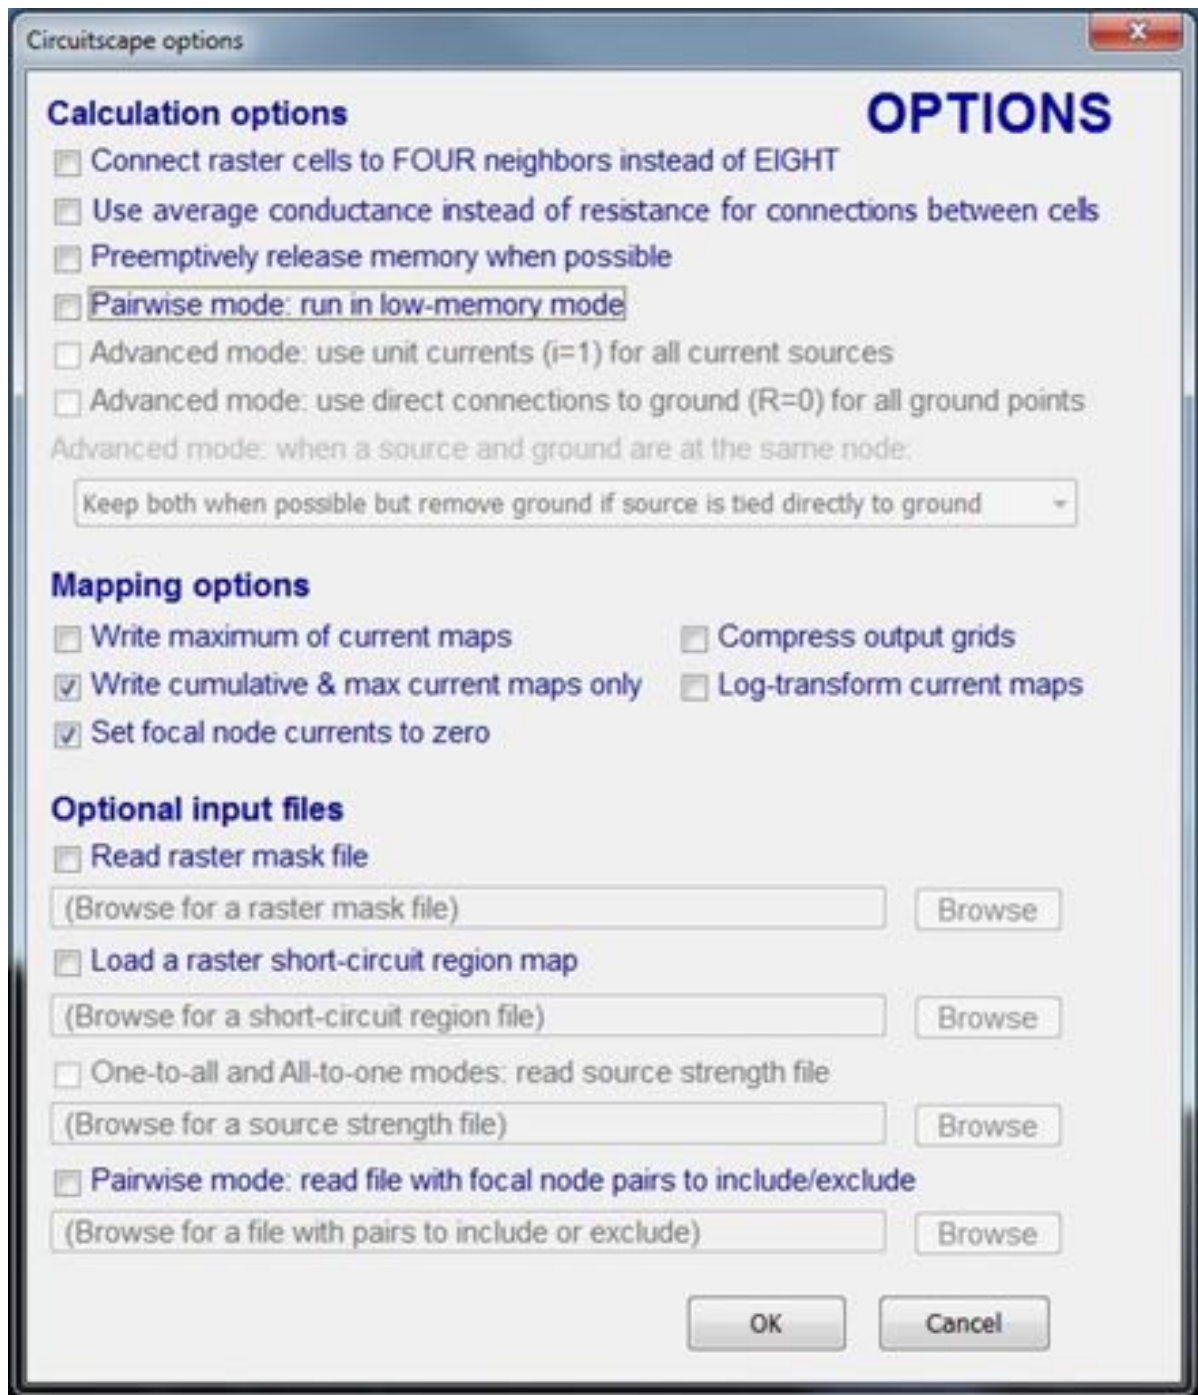 Circuitscape options
x
OPTIONS
Calculation options
Connect raster cells to FOUR neighbors instead of EIGHT
Use average conductance instead of resistance for connections between cells
Preemptively release memory when possible
Pairwise mode: run in low-memory mode
Advanced mode: use unit currents (i=1) for all current sources
Advanced mode: use direct connections to ground (R=0) for all ground points
Advanced mode: when a source and ground are at the same node:
Keep both when possible but remove ground if source is tied directly to ground
Mapping options
Write maximum of current maps
Compress output grids
Write cumulative & max current maps only
Log-transform current maps
Set focal node currents to zero
Optional input files
Read raster mask file
(Browse for a raster mask file)
Browse
Load a raster short-circuit region map
(Browse for a short-circuit region file)
Browse
One-to-all and All-to-one modes: read source strength file
(Browse for a source strength file)
Browse
Pairwise mode: read file with focal node pairs to include/exclude
(Browse for a file with pairs to include or exclude)
Browse
OK
Cancel